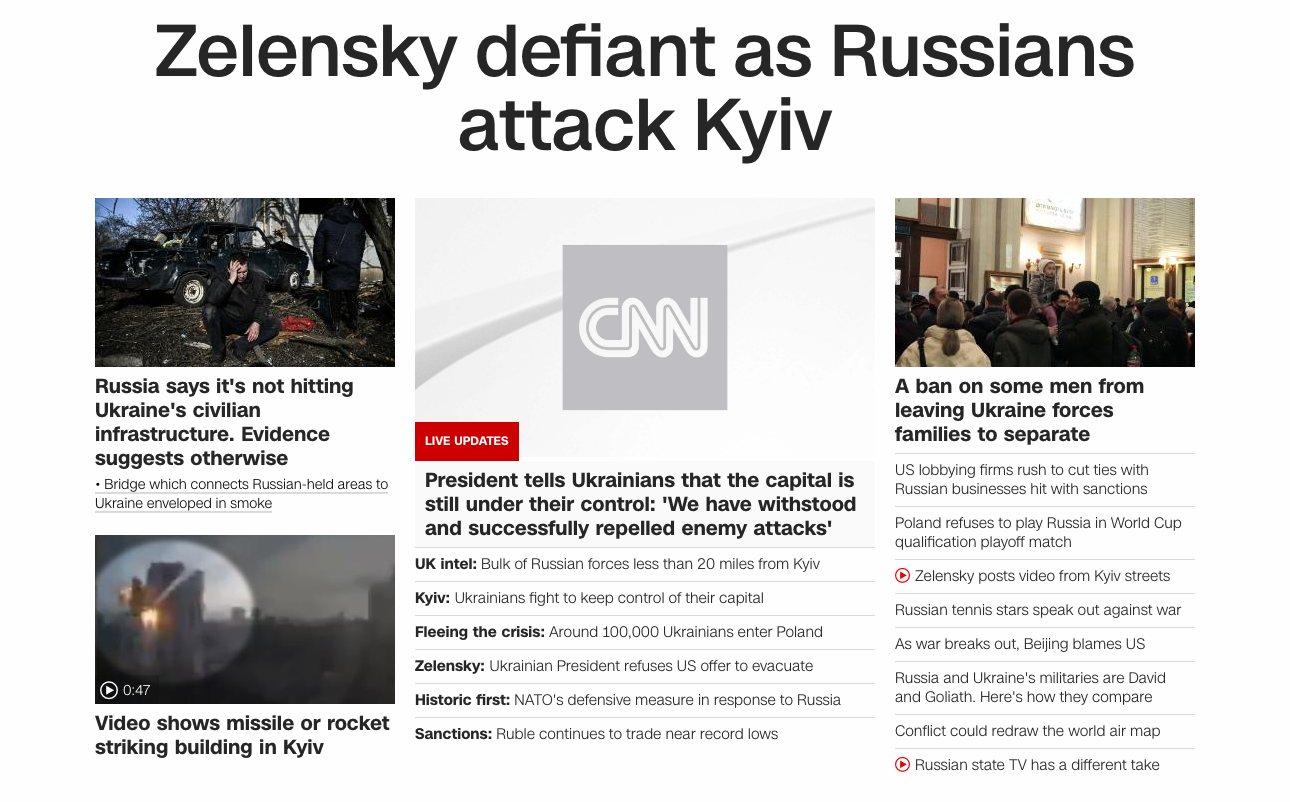 Zelensky defiant as Russians
attack Kyiv
Russia says it's not hitting
Ukraine's civilian
infrastructure. Evidence
suggests otherwise
• Bridge which connects Russian-held areas to
Ukraine enveloped in smoke
0:47
Video shows missile or rocket
striking building in Kyiv
CNN
LIVE UPDATES
President tells Ukrainians that the capital is
still under their control: 'We have withstood
and successfully repelled enemy attacks'
UK intel: Bulk of Russian forces less than 20 miles from Kyiv
Kyiv: Ukrainians fight to keep control of their capital
Fleeing the crisis: Around 100,000 Ukrainians enter Poland
Zelensky: Ukrainian President refuses US offer to evacuate
Historic first: NATO's defensive measure in response to Russia
Sanctions: Ruble continues to trade near record lows
A ban on some men from
leaving Ukraine forces
families to separate
US lobbying firms rush to cut ties with
Russian businesses hit with sanctions
Poland refuses to play Russia in World Cup
qualification playoff match
Zelensky posts video from Kyiv streets
Russian tennis stars speak out against war
As war breaks out, Beijing blames US
Russia and Ukraine's militaries are David
and Goliath. Here's how they compare
Conflict could redraw the world air map
Russian state TV has a different take